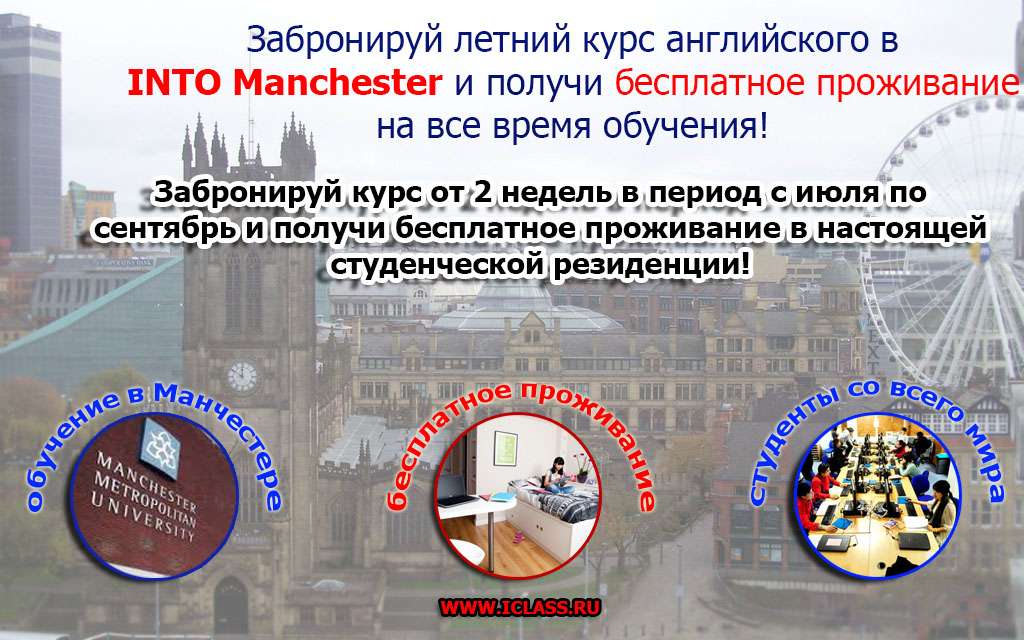 Забронируй летний курс английского в
INTO Manchester и получи бесплатное проживание
на все время обучения!
Забронируй курс от 2 недель в период с июля по
сентябрь и получи бесплатное проживание в настоящей
студенческой резиденции!
обучение в Манчестере
бесплатное проживание
студенты со всего мира
MANCHESTER
METROPOLITAN
UNIVERSITY
WWW.ICLASS.RU